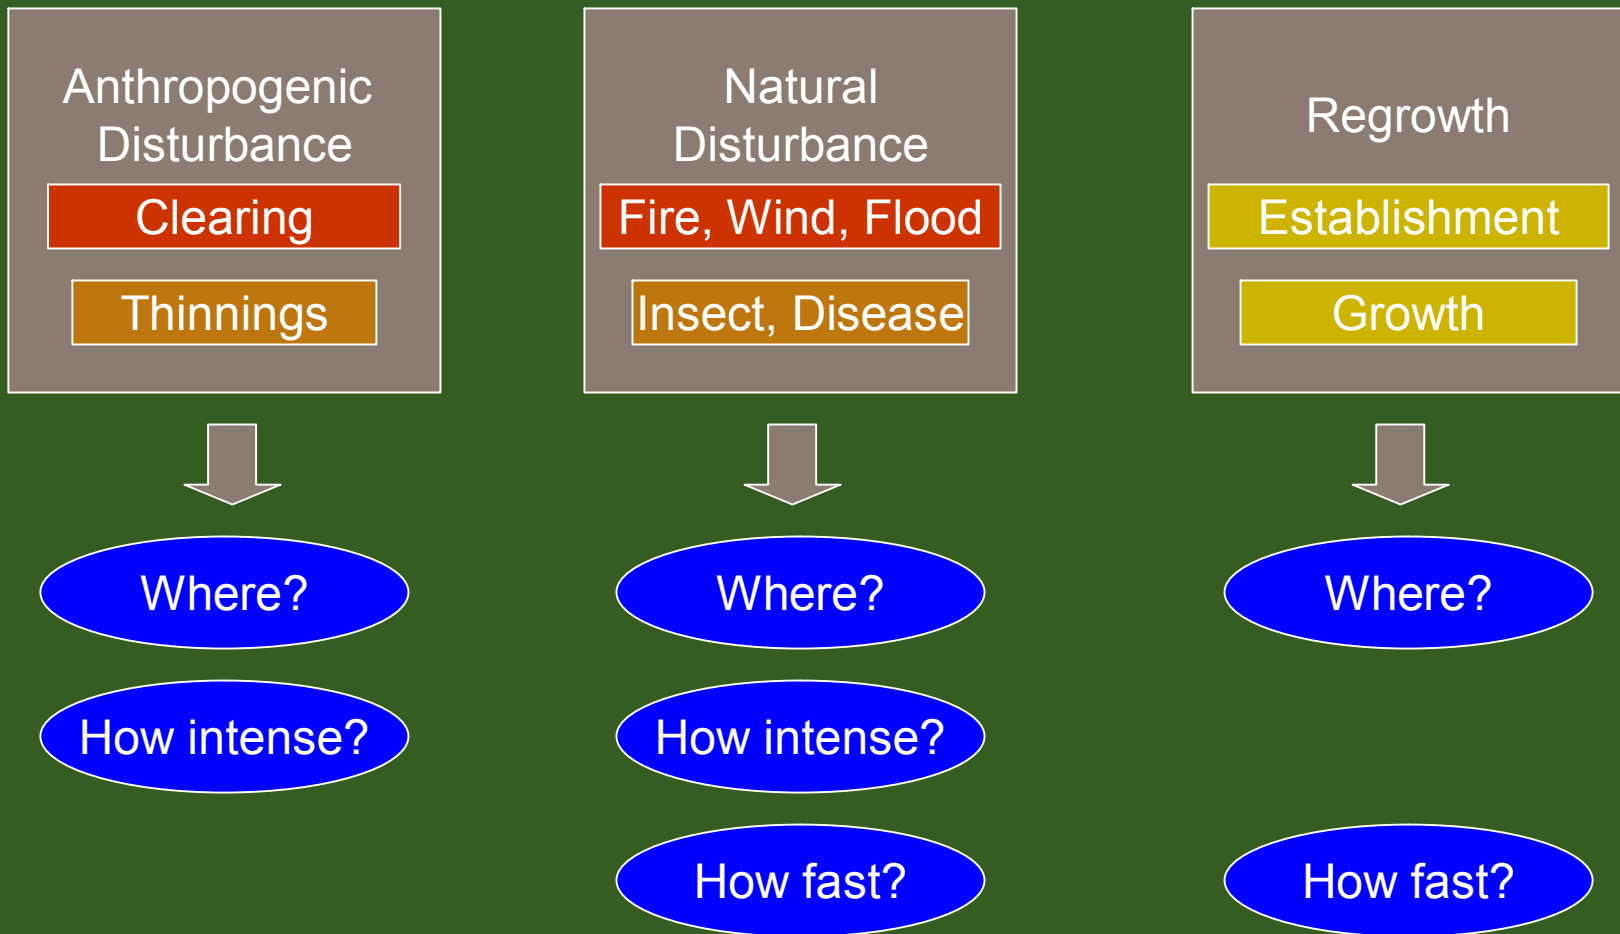 Anthropogenic
Disturbance
Clearing
Thinnings
Natural
Disturbance
Fire, Wind, Flood
Insect, Disease
Regrowth
Establishment
Growth
Where?
Where?
Where?
How intense?
How intense?
How fast?
How fast?